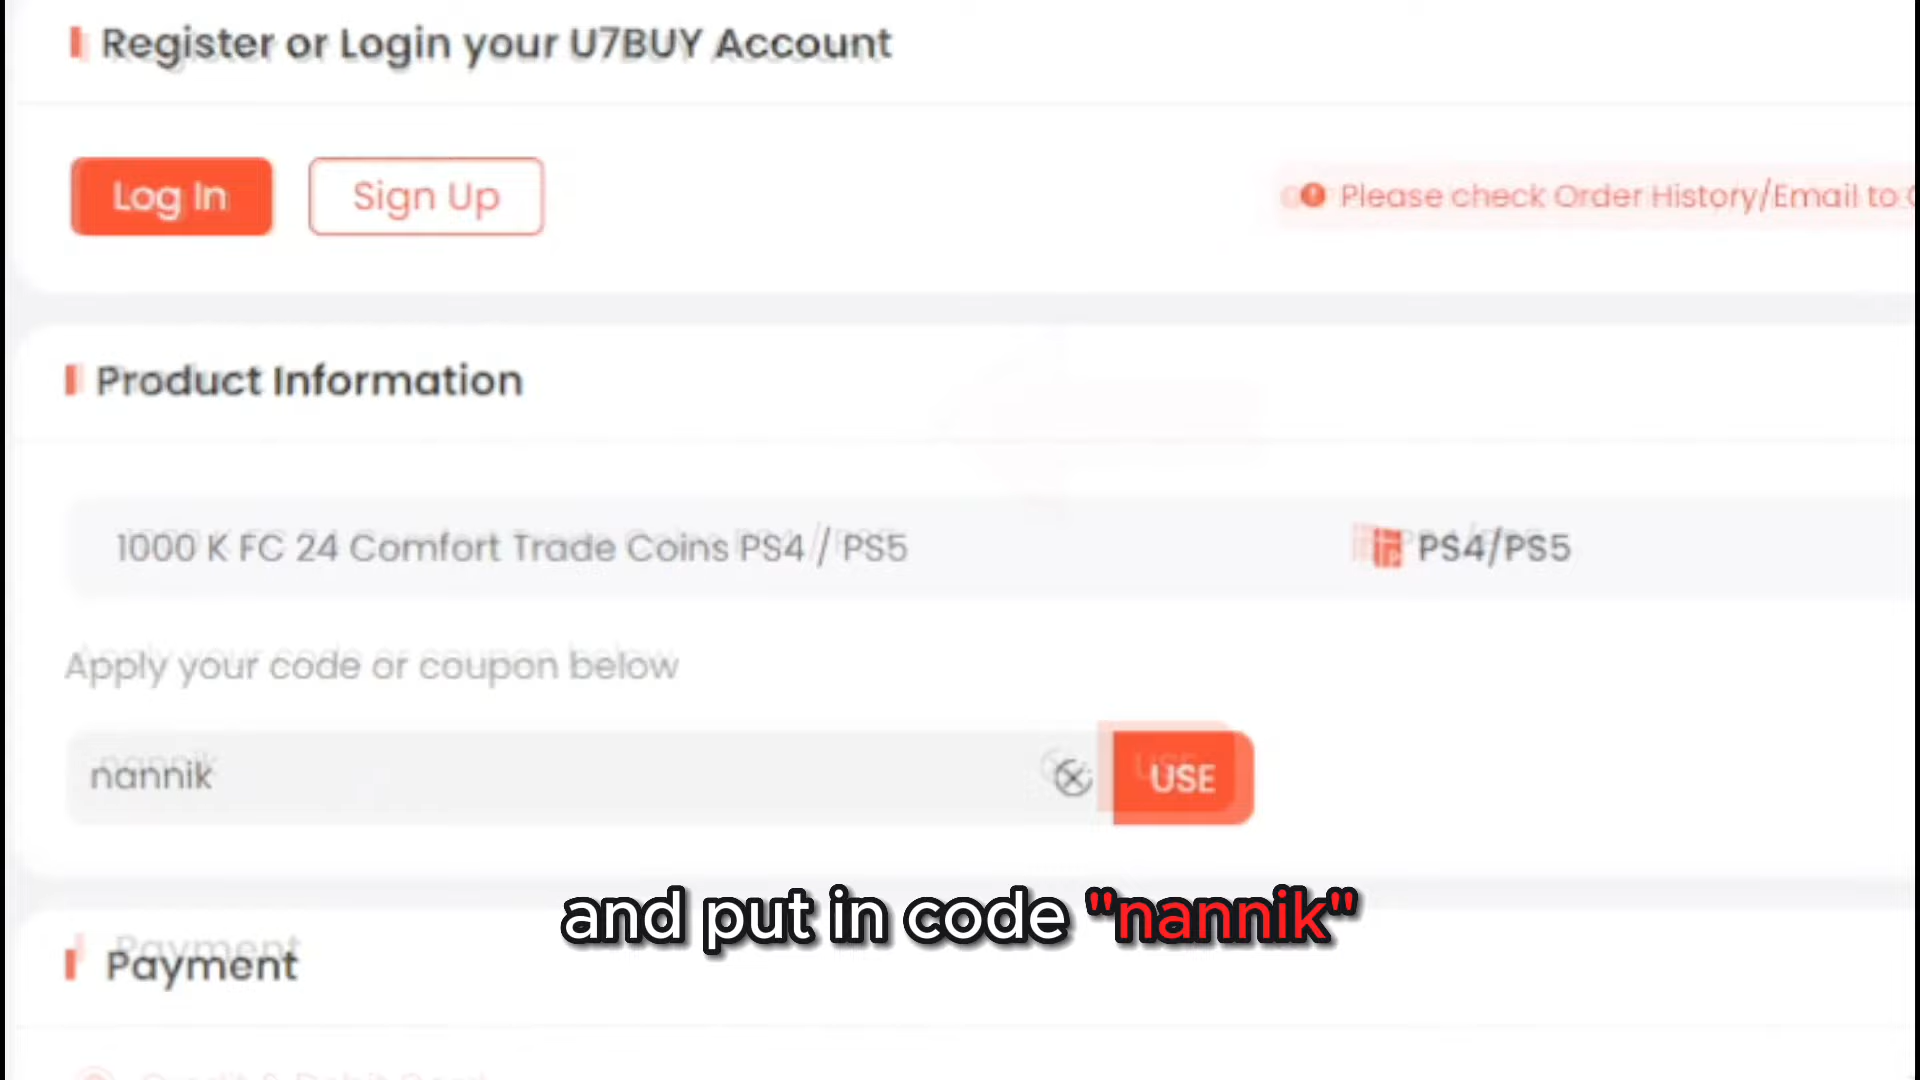 Register or Login your U7BUY Account
Log In
Sign Up
Please check Order History/Email to
Product Information
1000 K FC 24 Comfort Trade Coins PS4 / PS5
PS4/PS5
Apply your code or coupon below
nannik
USE
and put in code "nannik"
Payment